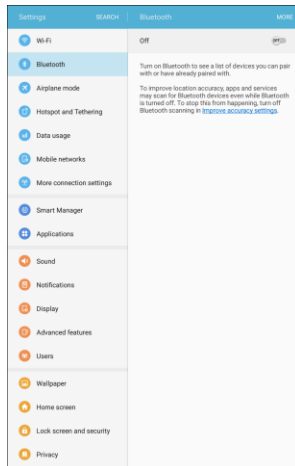 Settings
SEARCH
Bluetooth
MORE
Wi-Fi
Bluetooth
Airplane mode
Hotspot and Tethering
Data usage
Mobile networks
More connection settings
Smart Manager
Applications
Sound
Notifications
Display
Advanced features
Users
Wallpaper
Home screen
Lock screen and security
Privacy
Off
OFF
Turn on Bluetooth to see a list of devices you can pair
with or have already paired with.
To improve location accuracy, apps and services
may scan for Bluetooth devices even while Bluetooth
is turned off. To stop this from happening, turn off
Bluetooth scanning in Improve accuracy settings.